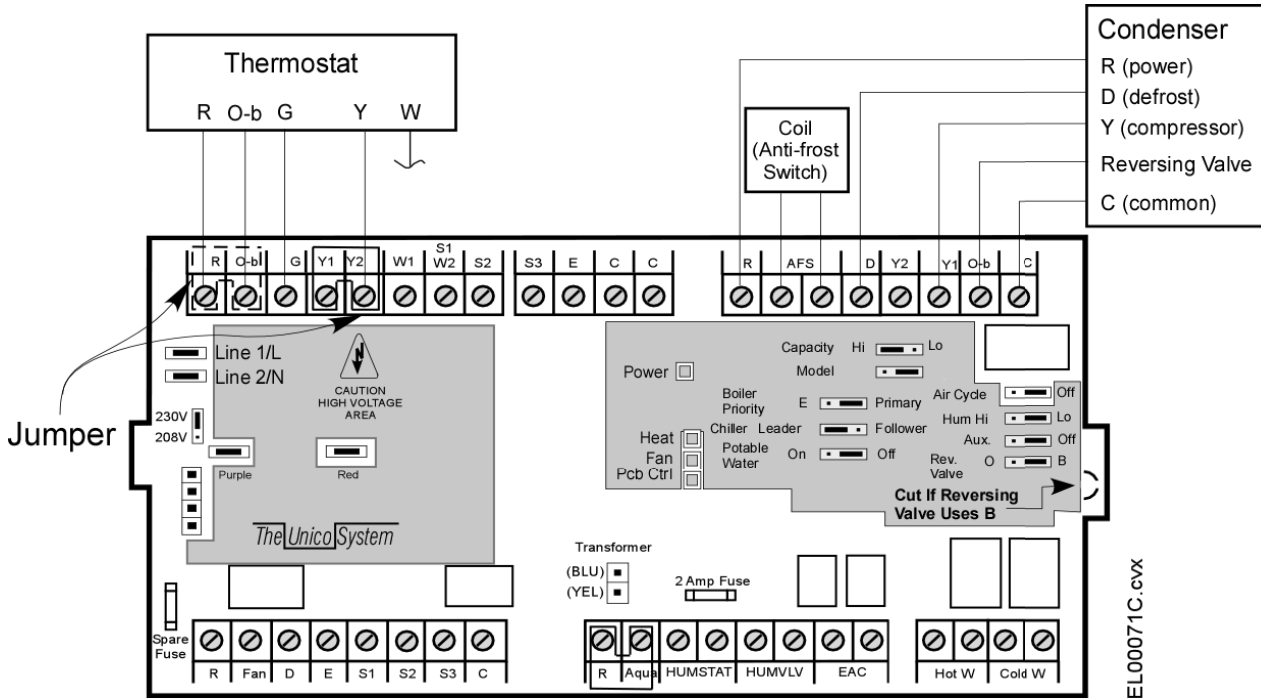 Thermostat
R O-b G Y W
Condenser
R (power)
D (defrost)
Y (compressor)
Reversing Valve
C (common)
Coil
(Anti-frost
Switch)
R O-b G Y1 Y2 W1 S1 W2 S2
S3 E C C
R AFS D Y2 Y1 O-b C
Line 1/L
Line 2/N
CAUTION
HIGH VOLTAGE
AREA
230V
208V
Jumper
Purple
Red
The Unico System
Power
Heat
Fan
Pcb Ctrl
Capacity Hi Lo
Model
Boiler
Priority E Primary
Chiller Leader Follower
Potable
Water On Off
Air Cycle Off
Hum Hi Lo
Aux. Off
Rev.
Valve O B
Cut If Reversing
Valve Uses B
Transformer
(BLU)
(YEL)
2 Amp Fuse
Spare
Fuse
R Fan D E S1 S2 S3 C
R Aqua HUMSTAT HUMVLV EAC
Hot W Cold W
EL00071C.cvx